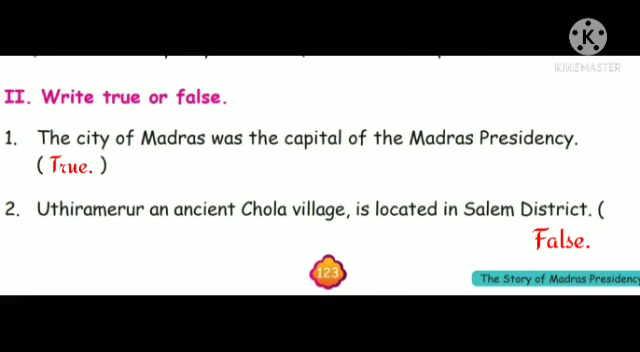 K
KINEMASTER
II. Write true or false.
1. The city of Madras was the capital of the Madras Presidency.
( True. )
2. Uthiramerur an ancient Chola village, is located in Salem District. (
False.
123
The Story of Madras Presidency